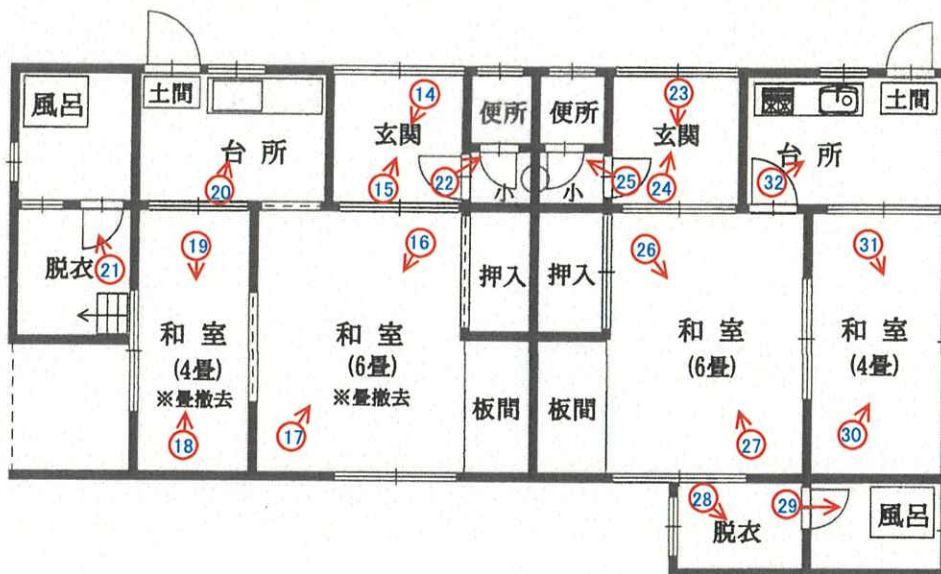 風呂
土間
台所
20
玄関
14
15
便所
小
22
便所
小
25
玄関
23
24
土間
台所
32
脱衣
21
19
和室
(4畳)
※畳撤去
18
16
和室
(6畳)
※畳撤去
17
押入
板間
押入
板間
26
和室
(6畳)
27
31
和室
(4畳)
30
28
脱衣
29
風呂